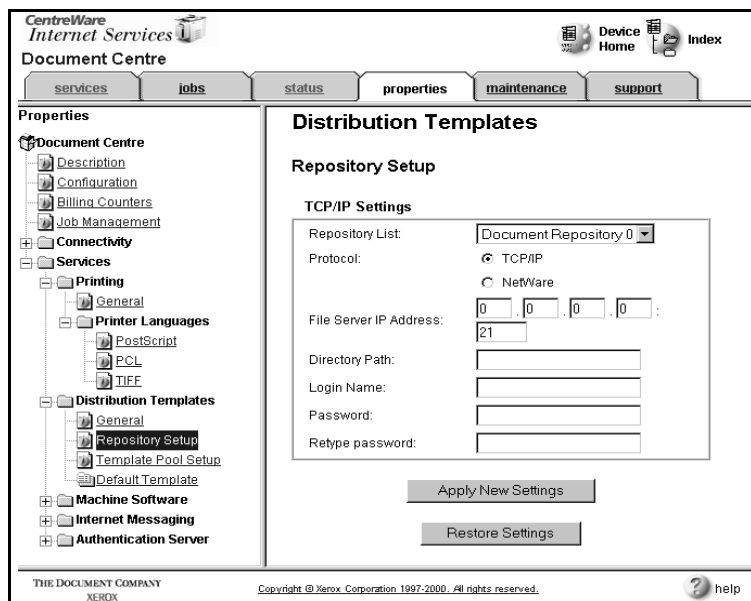 CentreWare
Internet Services
Document Centre
Device Home
Index
services
jobs
status
properties
maintenance
support
Properties
Document Centre
Description
Configuration
Billing Counters
Job Management
Connectivity
Services
Printing
General
Printer Languages
PostScript
PCL
TIFF
Distribution Templates
General
Repository Setup
Template Pool Setup
Default Template
Machine Software
Internet Messaging
Authentication Server
Distribution Templates
Repository Setup
TCP/IP Settings
Repository List: Document Repository 0
Protocol: TCP/IP
NetWare
File Server IP Address: 0 . 0 . 0 . 0 :
21
Directory Path:
Login Name:
Password:
Retype password:
Apply New Settings
Restore Settings
THE DOCUMENT COMPANY
XEROX
Copyright © Xerox Corporation 1997-2000. All rights reserved.
? help